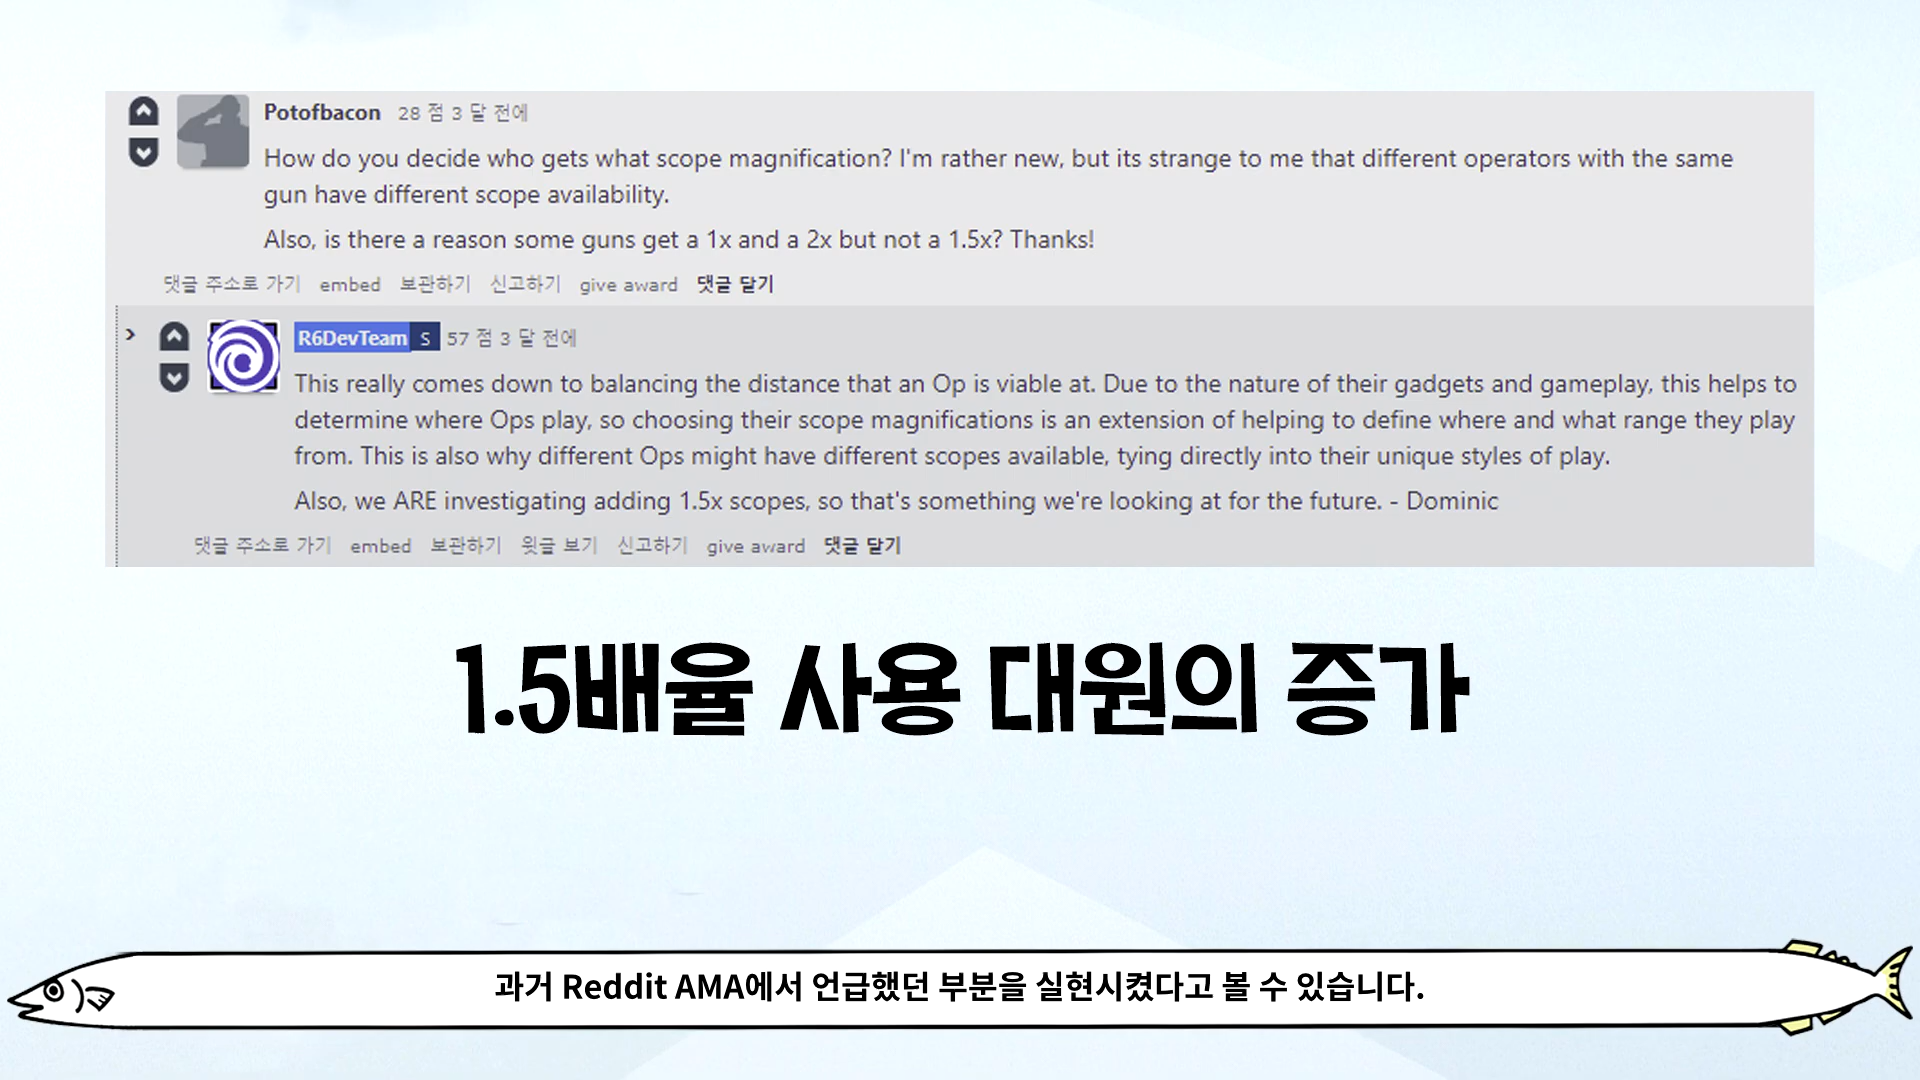 Potofbacon 28 점 3 달 전에
How do you decide who gets what scope magnification? I'm rather new, but its strange to me that different operators with the same
gun have different scope availability.
Also, is there a reason some guns get a 1x and a 2x but not a 1.5x? Thanks!
댓글 주소로 가기 embed 보관하기 신고하기 give award 댓글 달기
R6DevTeam S 57 점 3 달 전에
This really comes down to balancing the distance that an Op is viable at. Due to the nature of their gadgets and gameplay, this helps to
determine where Ops play, so choosing their scope magnifications is an extension of helping to define where and what range they play
from. This is also why different Ops might have different scopes available, tying directly into their unique styles of play.
Also, we ARE investigating adding 1.5x scopes, so that's something we're looking at for the future. - Dominic
댓글 주소로 가기 embed 보관하기 윗글 보기 신고하기 give award 댓글 달기
1.5배율 사용 대원의 증가
과거 Reddit AMA에서 언급했던 부분을 실현시켰다고 볼 수 있습니다.